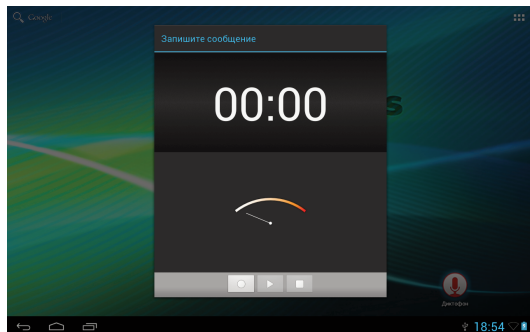 Google
Запишите сообщение
00:00
s
Диктофон
18:54